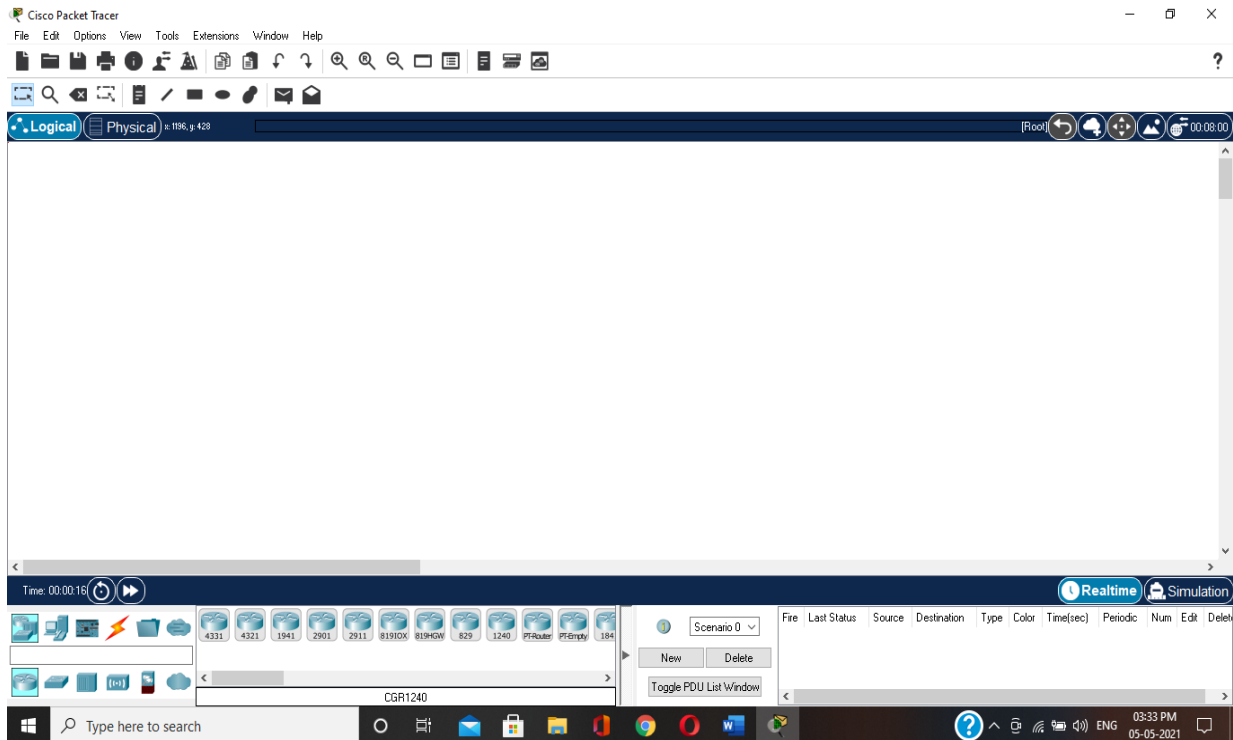 Cisco Packet Tracer
File Edit Options View Tools Extensions Window Help
?
Logical Physical x: 1196, y: 428 [Root] 00:08:00
Time: 00:00:16 Realtime Simulation
4331 4321 1941 2901 2911 819IOX 819HGW 829 1240 PT-Router PT-Empty 184
CGR1240
Scenario 0
New Delete
Toggle PDU List Window
Fire Last Status Source Destination Type Color Time(sec) Periodic Num Edit Delet
Type here to search
ENG 03:33 PM
05-05-2021